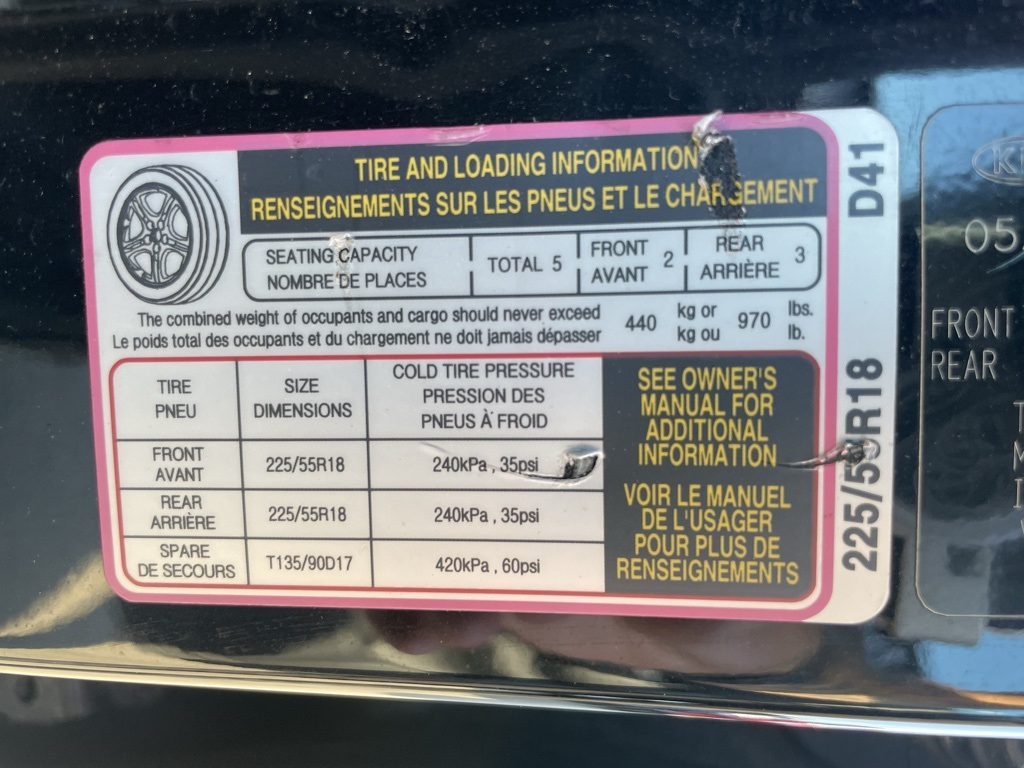 TIRE AND LOADING INFORMATION
RENSEIGNEMENTS SUR LES PNEUS ET LE CHARGEMENT
SEATING CAPACITY
NOMBRE DE PLACES
TOTAL 5
FRONT
AVANT
2
REAR
ARRIÈRE
3
The combined weight of occupants and cargo should never exceed
Le poids total des occupants et du chargement ne doit jamais dépasser
440
kg or
kg ou
970
lbs.
lb.
TIRE
PNEU
SIZE
DIMENSIONS
COLD TIRE PRESSURE
PRESSION DES
PNEUS À FROID
FRONT
AVANT
225/55R18
240kPa , 35psi
REAR
ARRIÈRE
225/55R18
240kPa , 35psi
SPARE
DE SECOURS
T135/90D17
420kPa , 60psi
SEE OWNER'S
MANUAL FOR
ADDITIONAL
INFORMATION
VOIR LE MANUEL
DE L'USAGER
POUR PLUS DE
RENSEIGNEMENTS
D41
225/55R18
05
FRONT
REAR